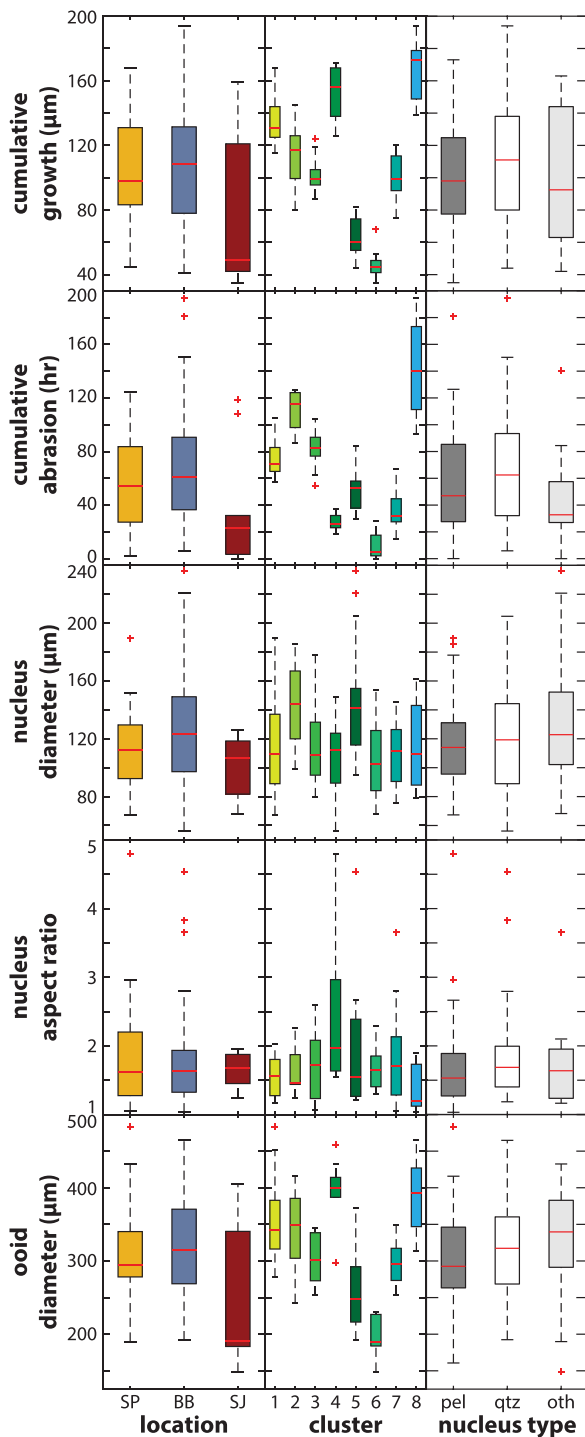 cumulative
growth (μm)
200
160
120
80
40
cumulative
abrasion (hr)
200
160
120
80
40
0
nucleus
diameter (μm)
240
200
160
120
80
nucleus
aspect ratio
5
4
3
2
1
ooid
diameter (μm)
500
400
300
200
SP BB SJ 1 2 3 4 5 6 7 8 pel qtz oth
location cluster nucleus type